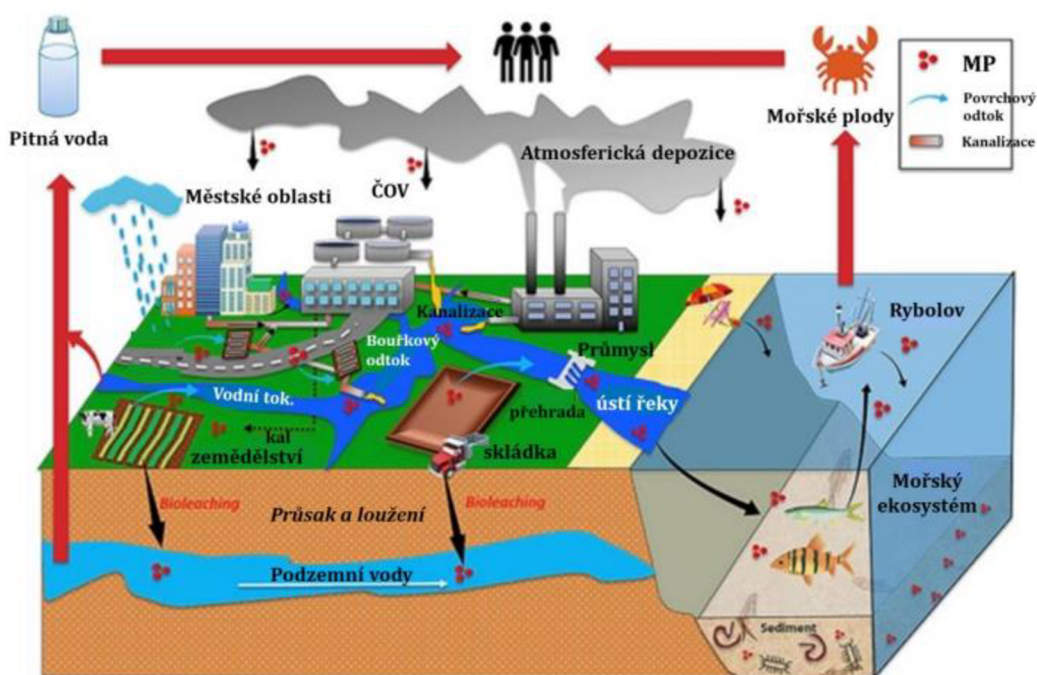 MP
Povrchový
odtok
Kanalizace
Pitná voda
Mořské plody
Atmosferická depozice
Městské oblasti
ČOV
Kanalizace
Rybolov
Bouřkový
odtok
Průmysl
Vodní tok.
přehrada
ústí řeky
kal
zemědělství
skládka
Mořský
ekosystém
Bioleaching
Průsak a loužení
Bioleaching
Podzemní vody
Sediment